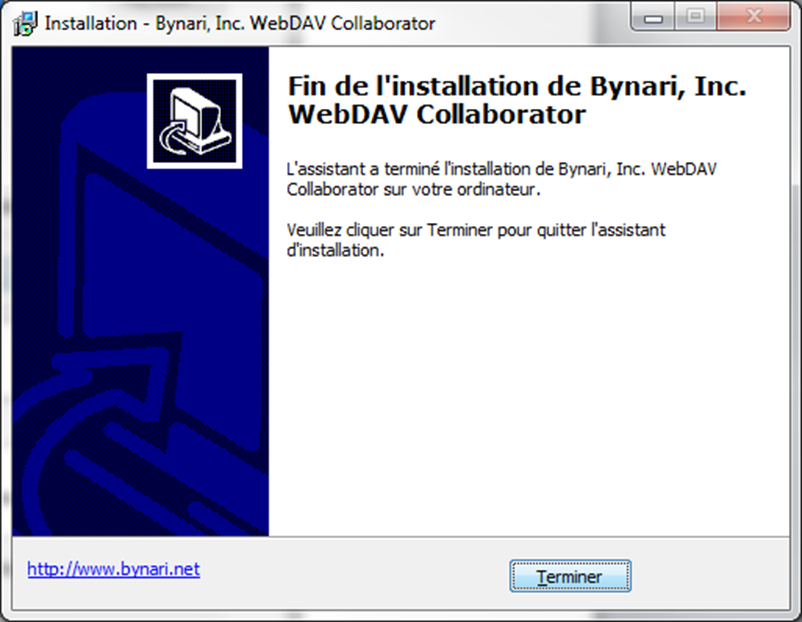 Installation - Bynari, Inc. WebDAV Collaborator
Fin de l'installation de Bynari, Inc.
WebDAV Collaborator
L'assistant a terminé l'installation de Bynari, Inc. WebDAV
Collaborator sur votre ordinateur.
Veuillez cliquer sur Terminer pour quitter l'assistant
d'installation.
http://www.bynari.net
Terminer